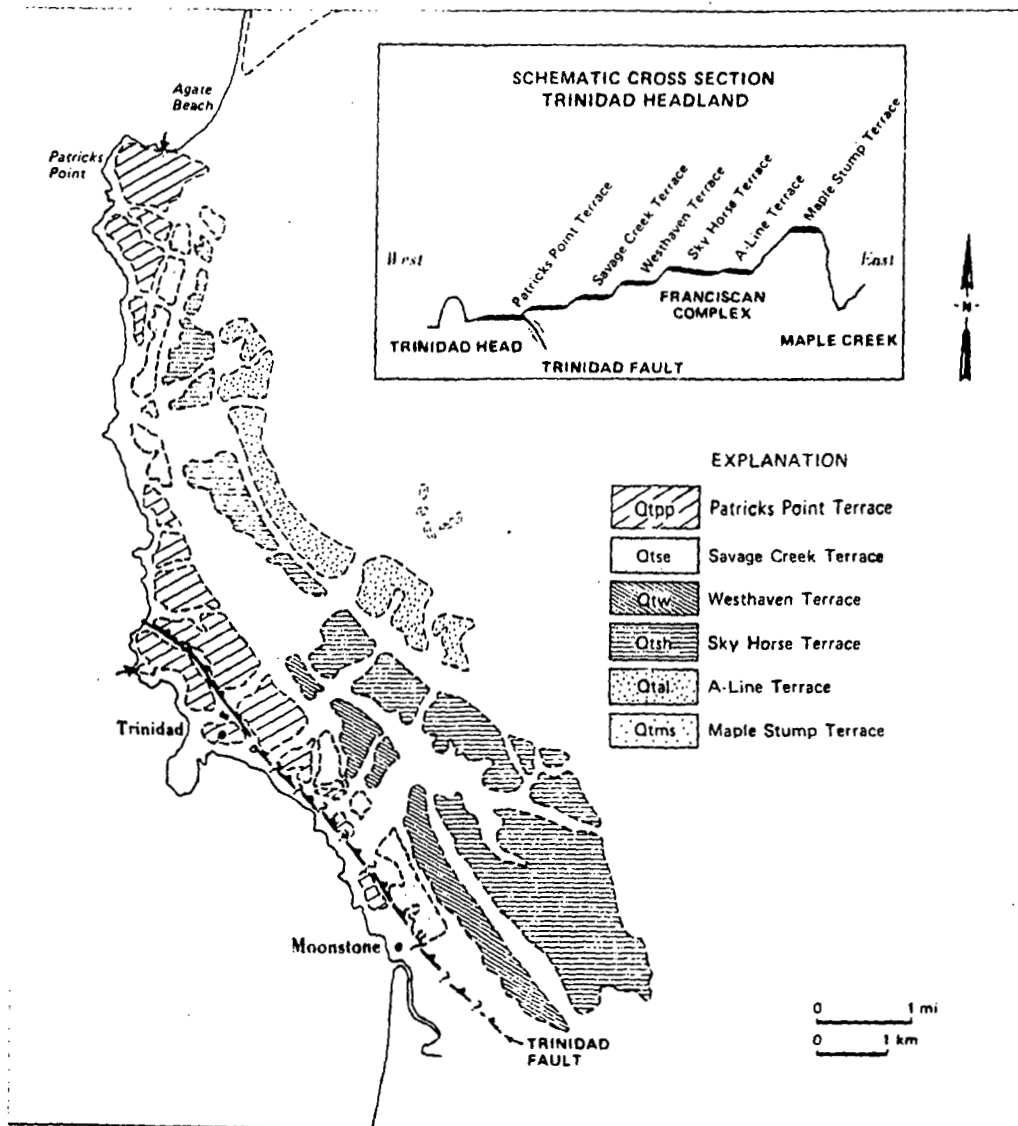 Agate
Beach
Patricks
Point
SCHEMATIC CROSS SECTION
TRINIDAD HEADLAND
Patricks Point Terrace
Savage Creek Terrace
Westhaven Terrace
Sky Horse Terrace
A-Line Terrace
Maple Stump Terrace
West
East
FRANCISCAN
COMPLEX
TRINIDAD HEAD
MAPLE CREEK
TRINIDAD FAULT
-N-
EXPLANATION
Qtpp Patricks Point Terrace
Qtse Savage Creek Terrace
Qtw Westhaven Terrace
Qtsh Sky Horse Terrace
Qtal A-Line Terrace
Qtms Maple Stump Terrace
Trinidad
Moonstone
? ?
TRINIDAD
FAULT
0 1 mi
0 1 km